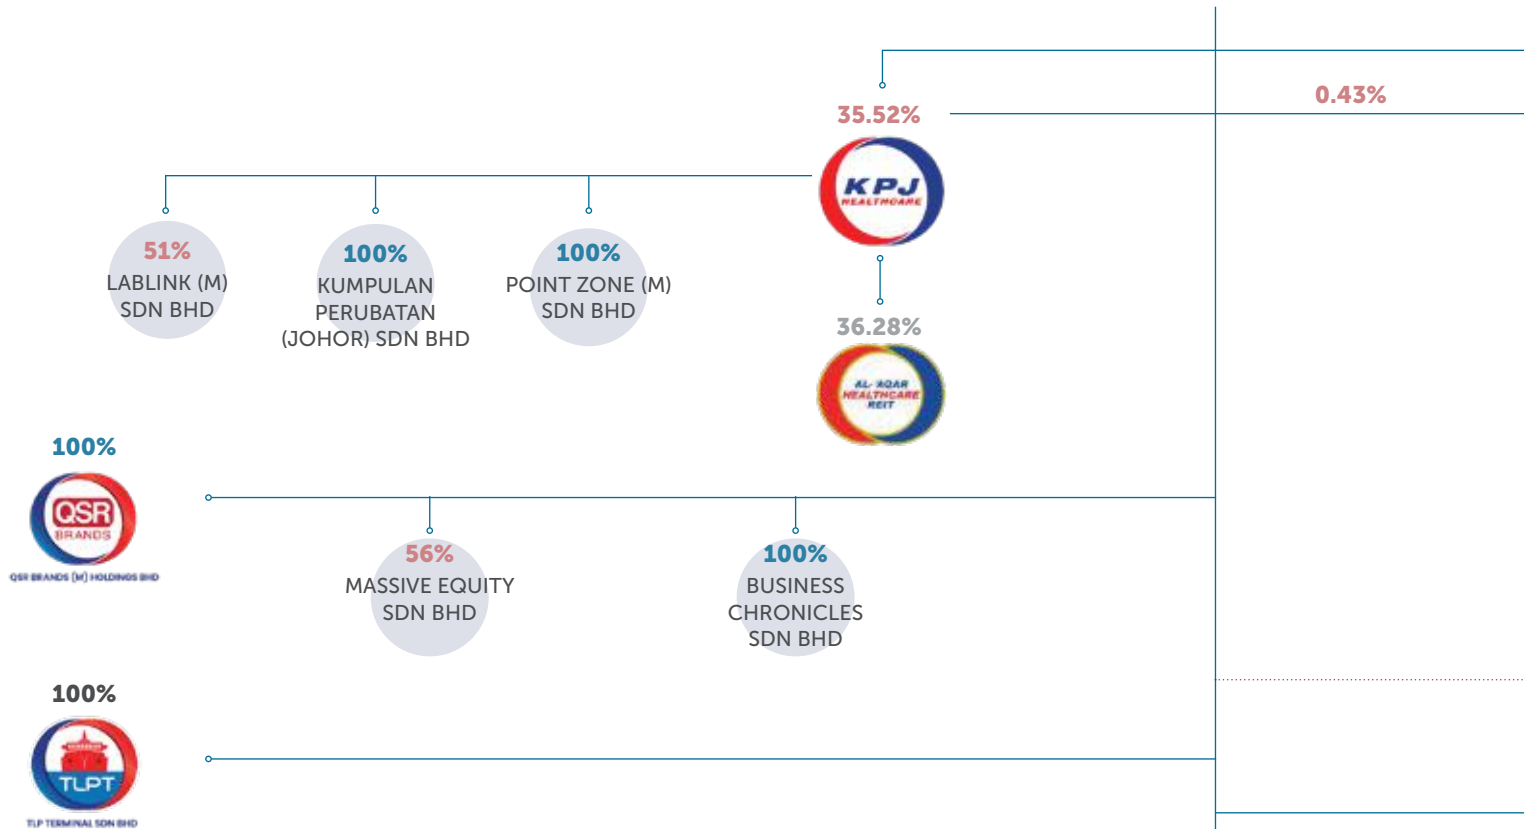 0.43%
35.52%
KPJ
HEALTHCARE
51%
LABLINK (M)
SDN BHD
100%
KUMPULAN
PERUBATAN
(JOHOR) SDN BHD
100%
POINT ZONE (M)
SDN BHD
36.28%
AL-`AQAR
HEALTHCARE
REIT
100%
QSR
BRANDS
QSR BRANDS (M) HOLDINGS BHD
56%
MASSIVE EQUITY
SDN BHD
100%
BUSINESS
CHRONICLES
SDN BHD
100%
TLPT
TLP TERMINAL SDN BHD